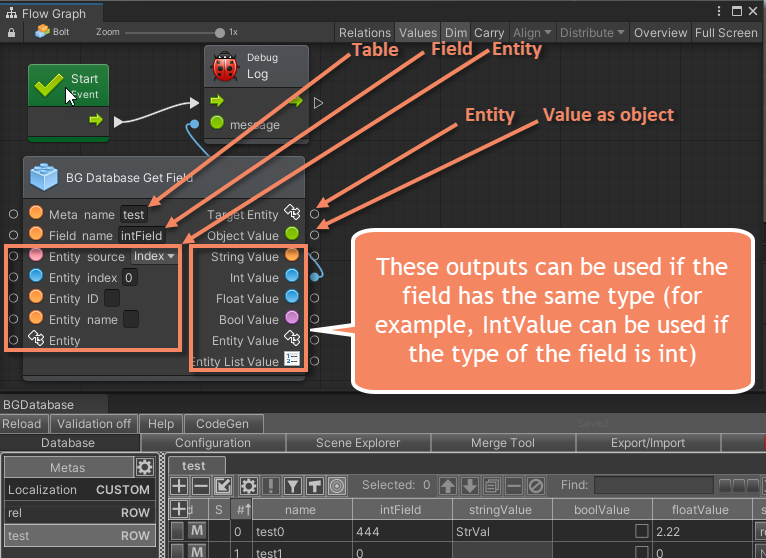 Flow Graph
Bolt Zoom 1x Relations Values Dim Carry Align Distribute Overview Full Screen
Table Field Entity
Debug
Log
message
Start
Event
Entity Value as object
BG Database Get Field
Meta name test Target Entity
Field name intField Object Value
Entity source Index String Value
Entity index 0 Int Value
Entity ID Float Value
Entity name Bool Value
Entity Entity Value
Entity List Value
These outputs can be used if the
field has the same type (for
example, IntValue can be used if
the type of the field is int)
BGDatabase
Reload Validation off Help CodeGen Saved
Database Configuration Scene Explorer Merge Tool Export/Import
Metas
Localization CUSTOM
rel ROW
test ROW
test
Selected: 0 Find:
d S #↑ name intField stringValue boolValue floatValue s
M 0 test0 444 StrVal 2.22 re
M 1 test1 0 0